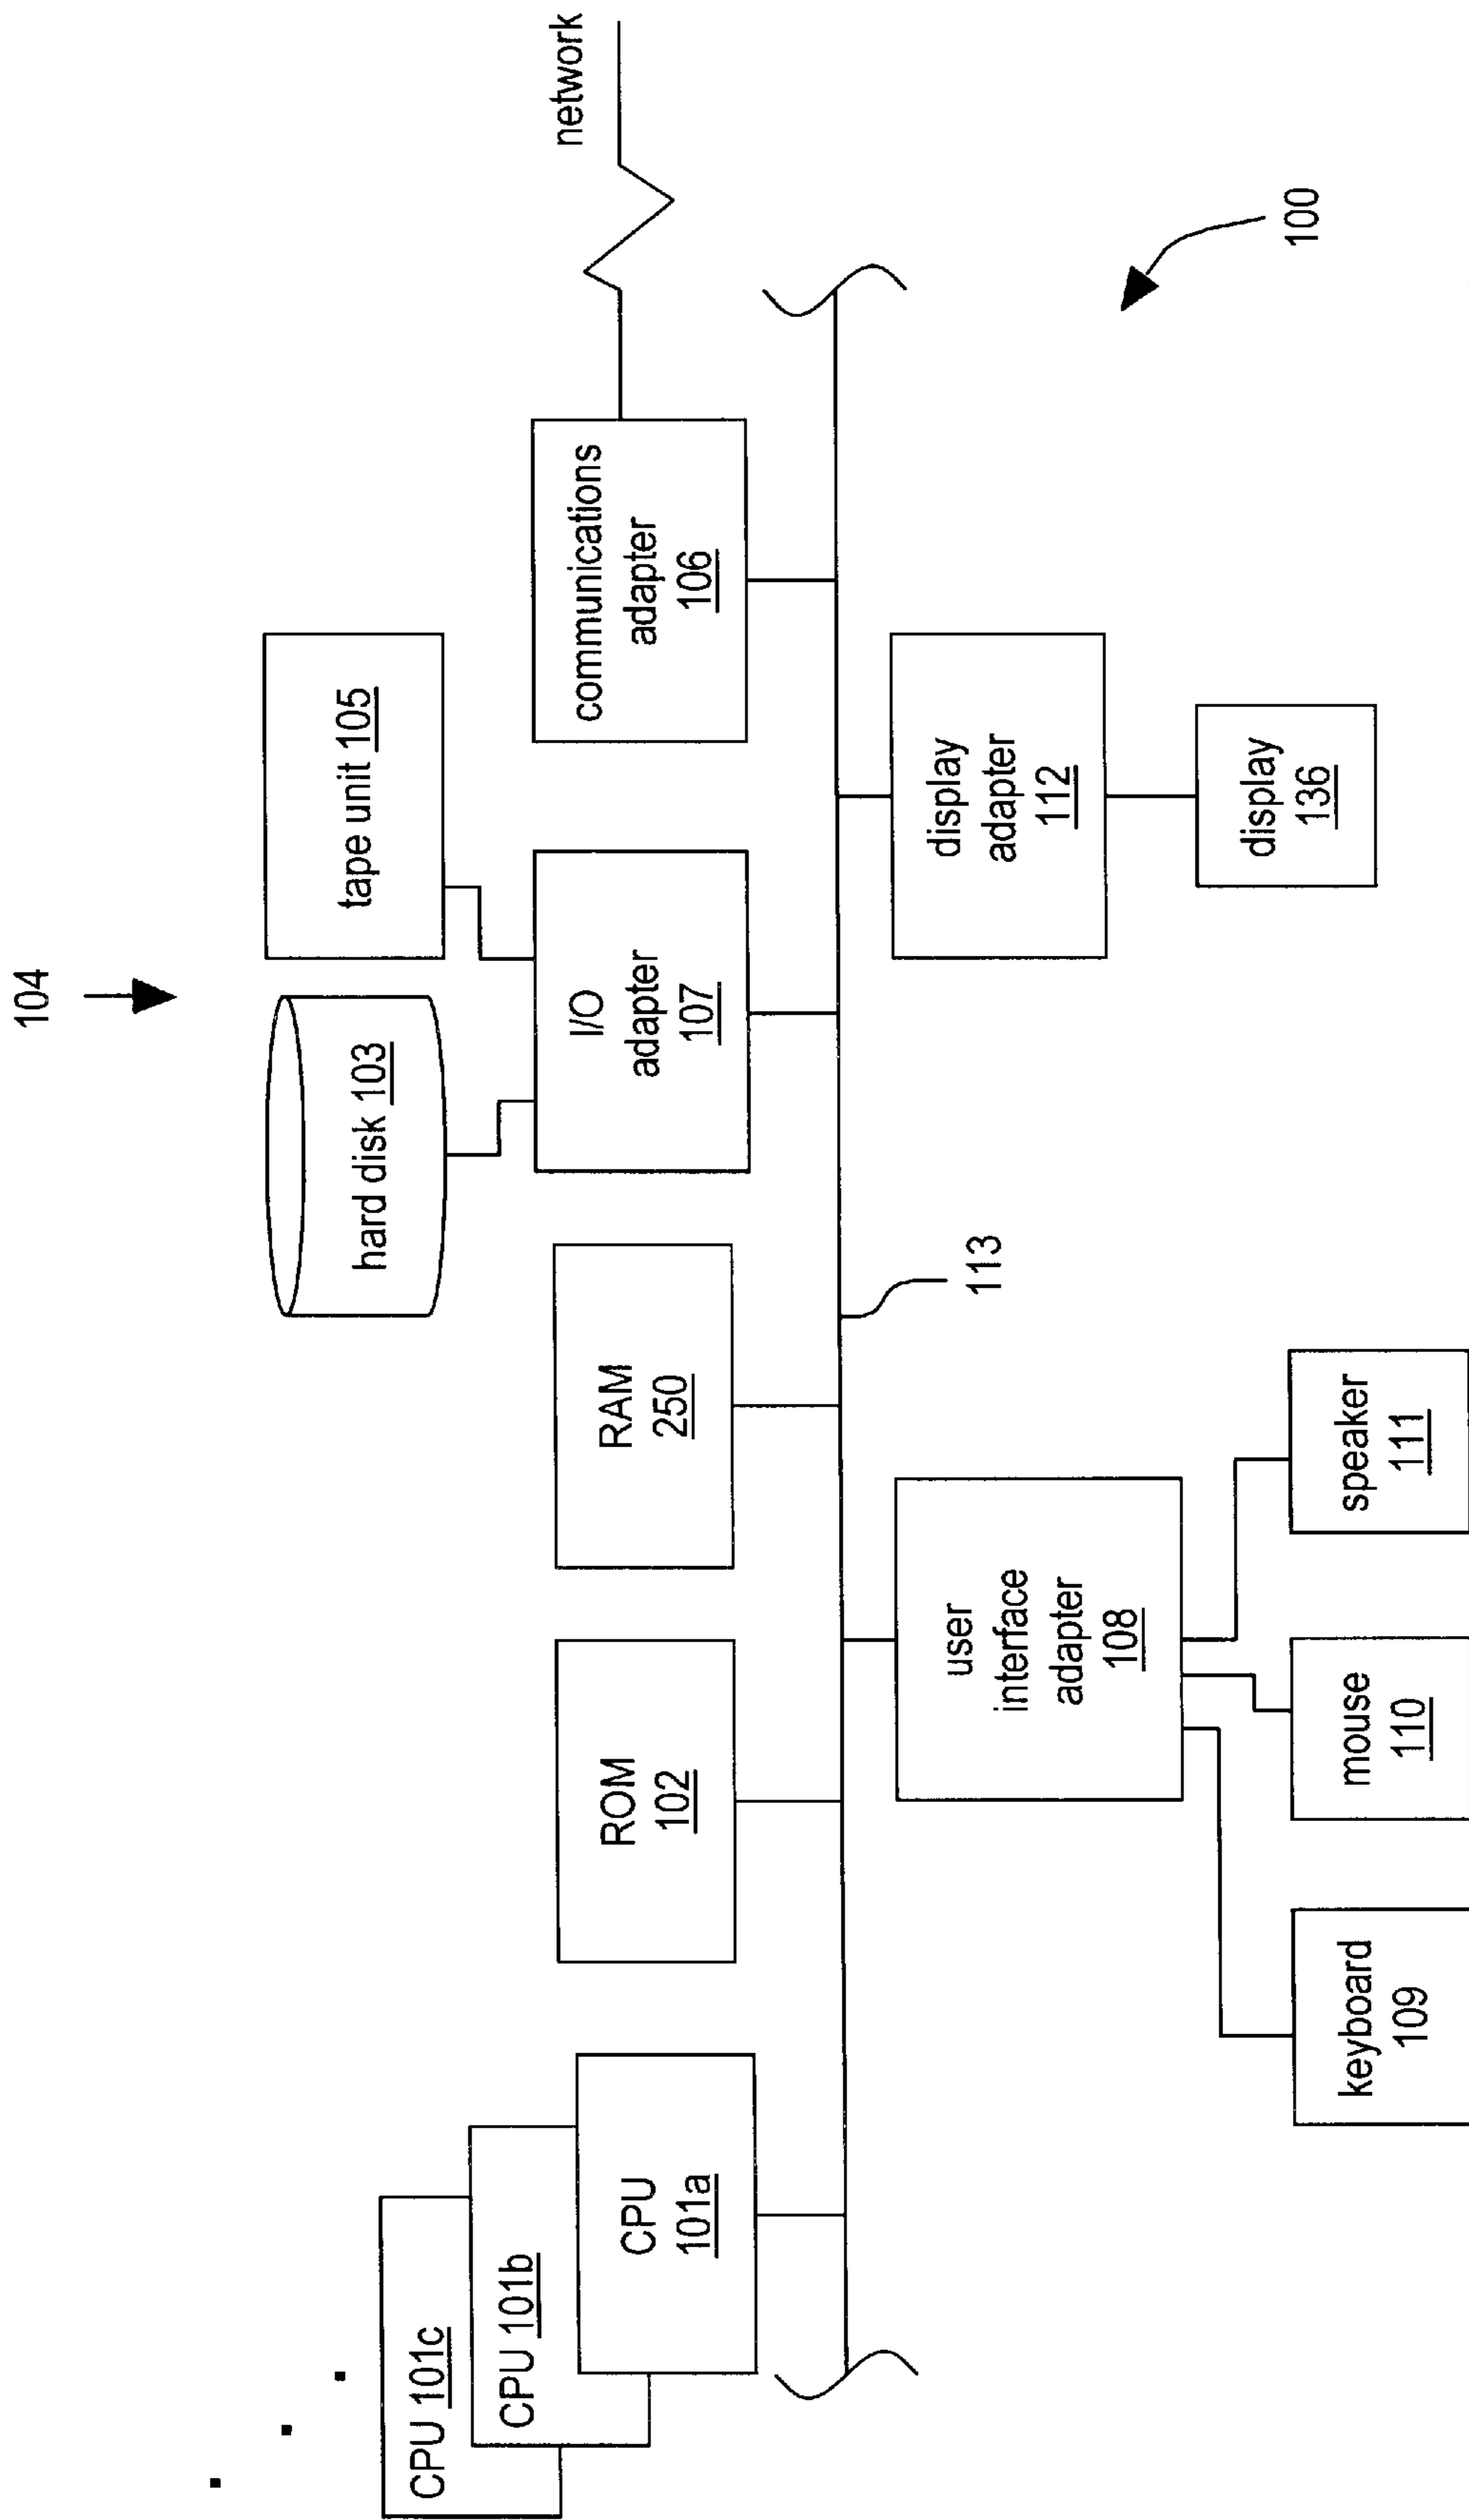 104
hard disk 103
tape unit 105
network
CPU 101c
CPU 101b
CPU
101a
ROM
102
RAM
250
I/O
adapter
107
communications
adapter
106
113
user
interface
adapter
108
display
adapter
112
100
keyboard
109
mouse
110
speaker
111
display
136